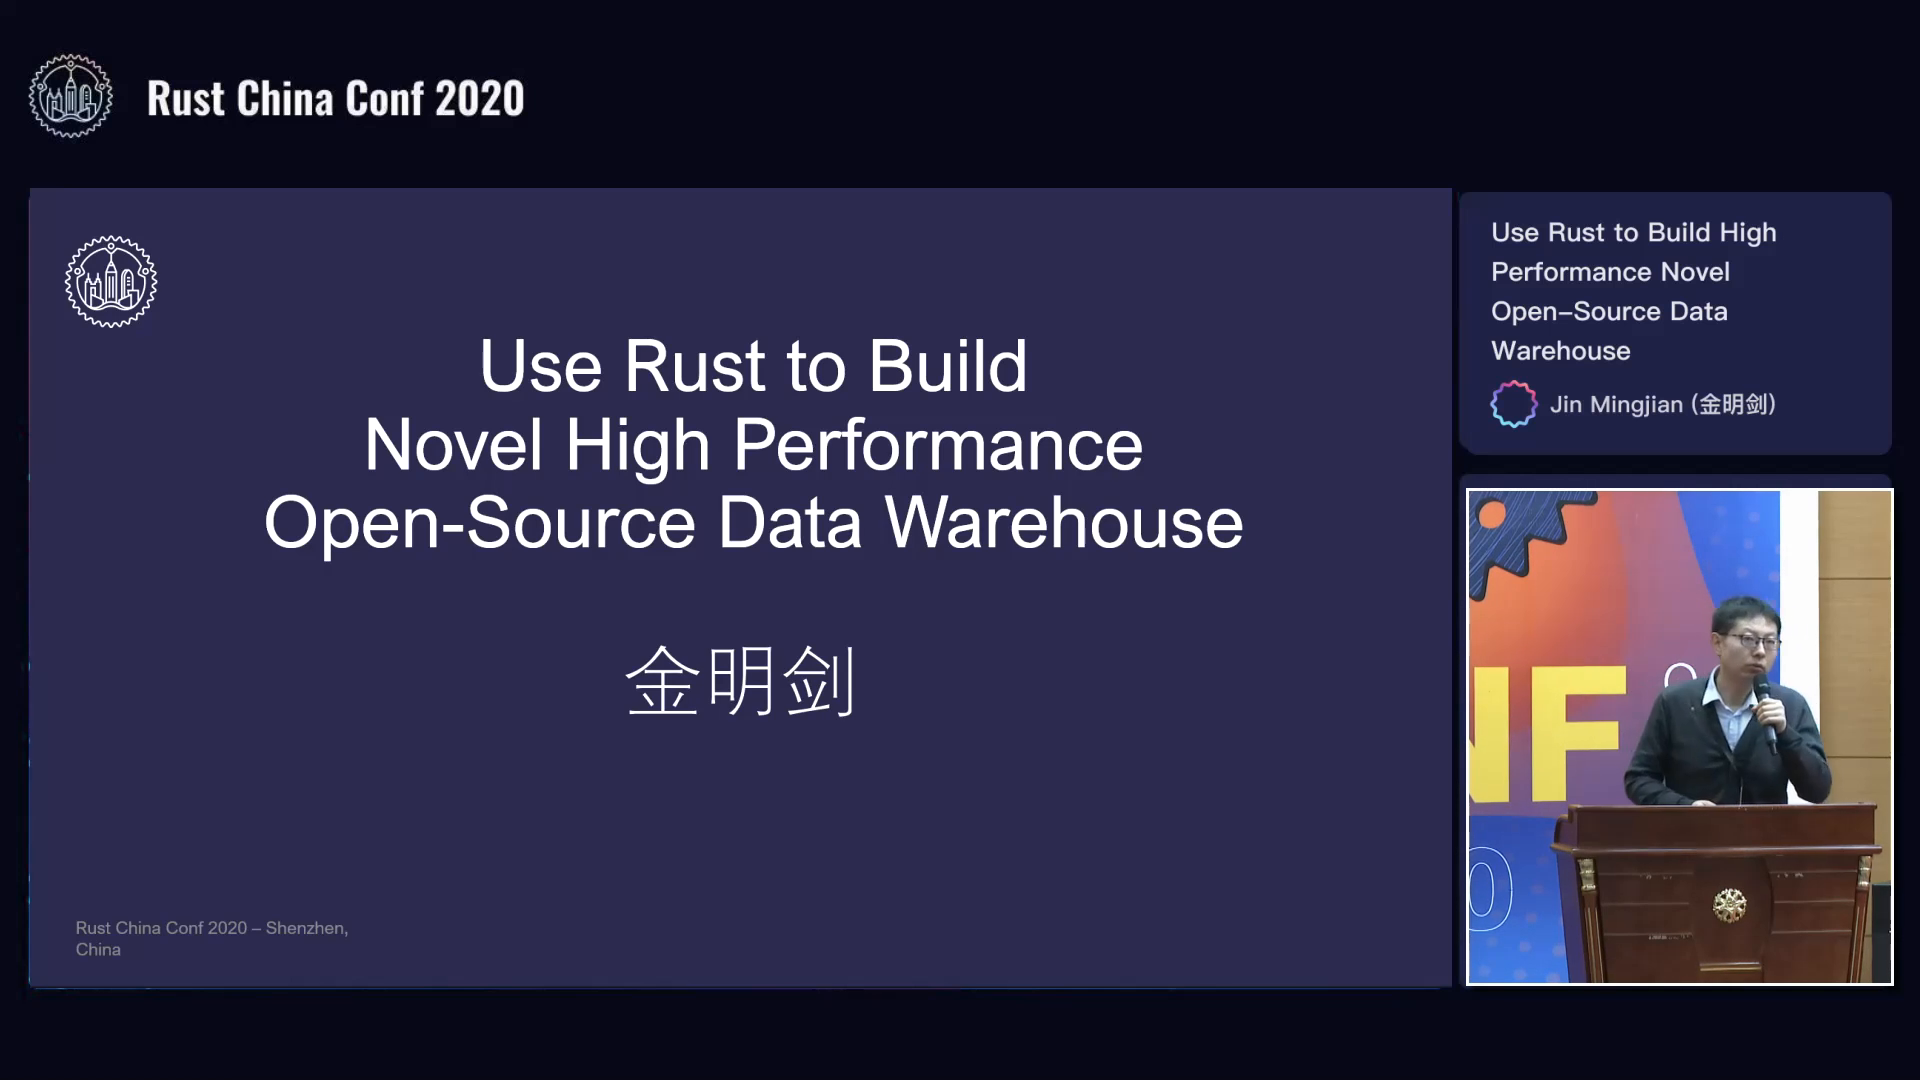 Rust China Conf 2020
Use Rust to Build
Novel High Performance
Open-Source Data Warehouse
金明剑
Rust China Conf 2020 – Shenzhen,
China
Use Rust to Build High
Performance Novel
Open–Source Data
Warehouse
Jin Mingjian (金明剑)
NF
0